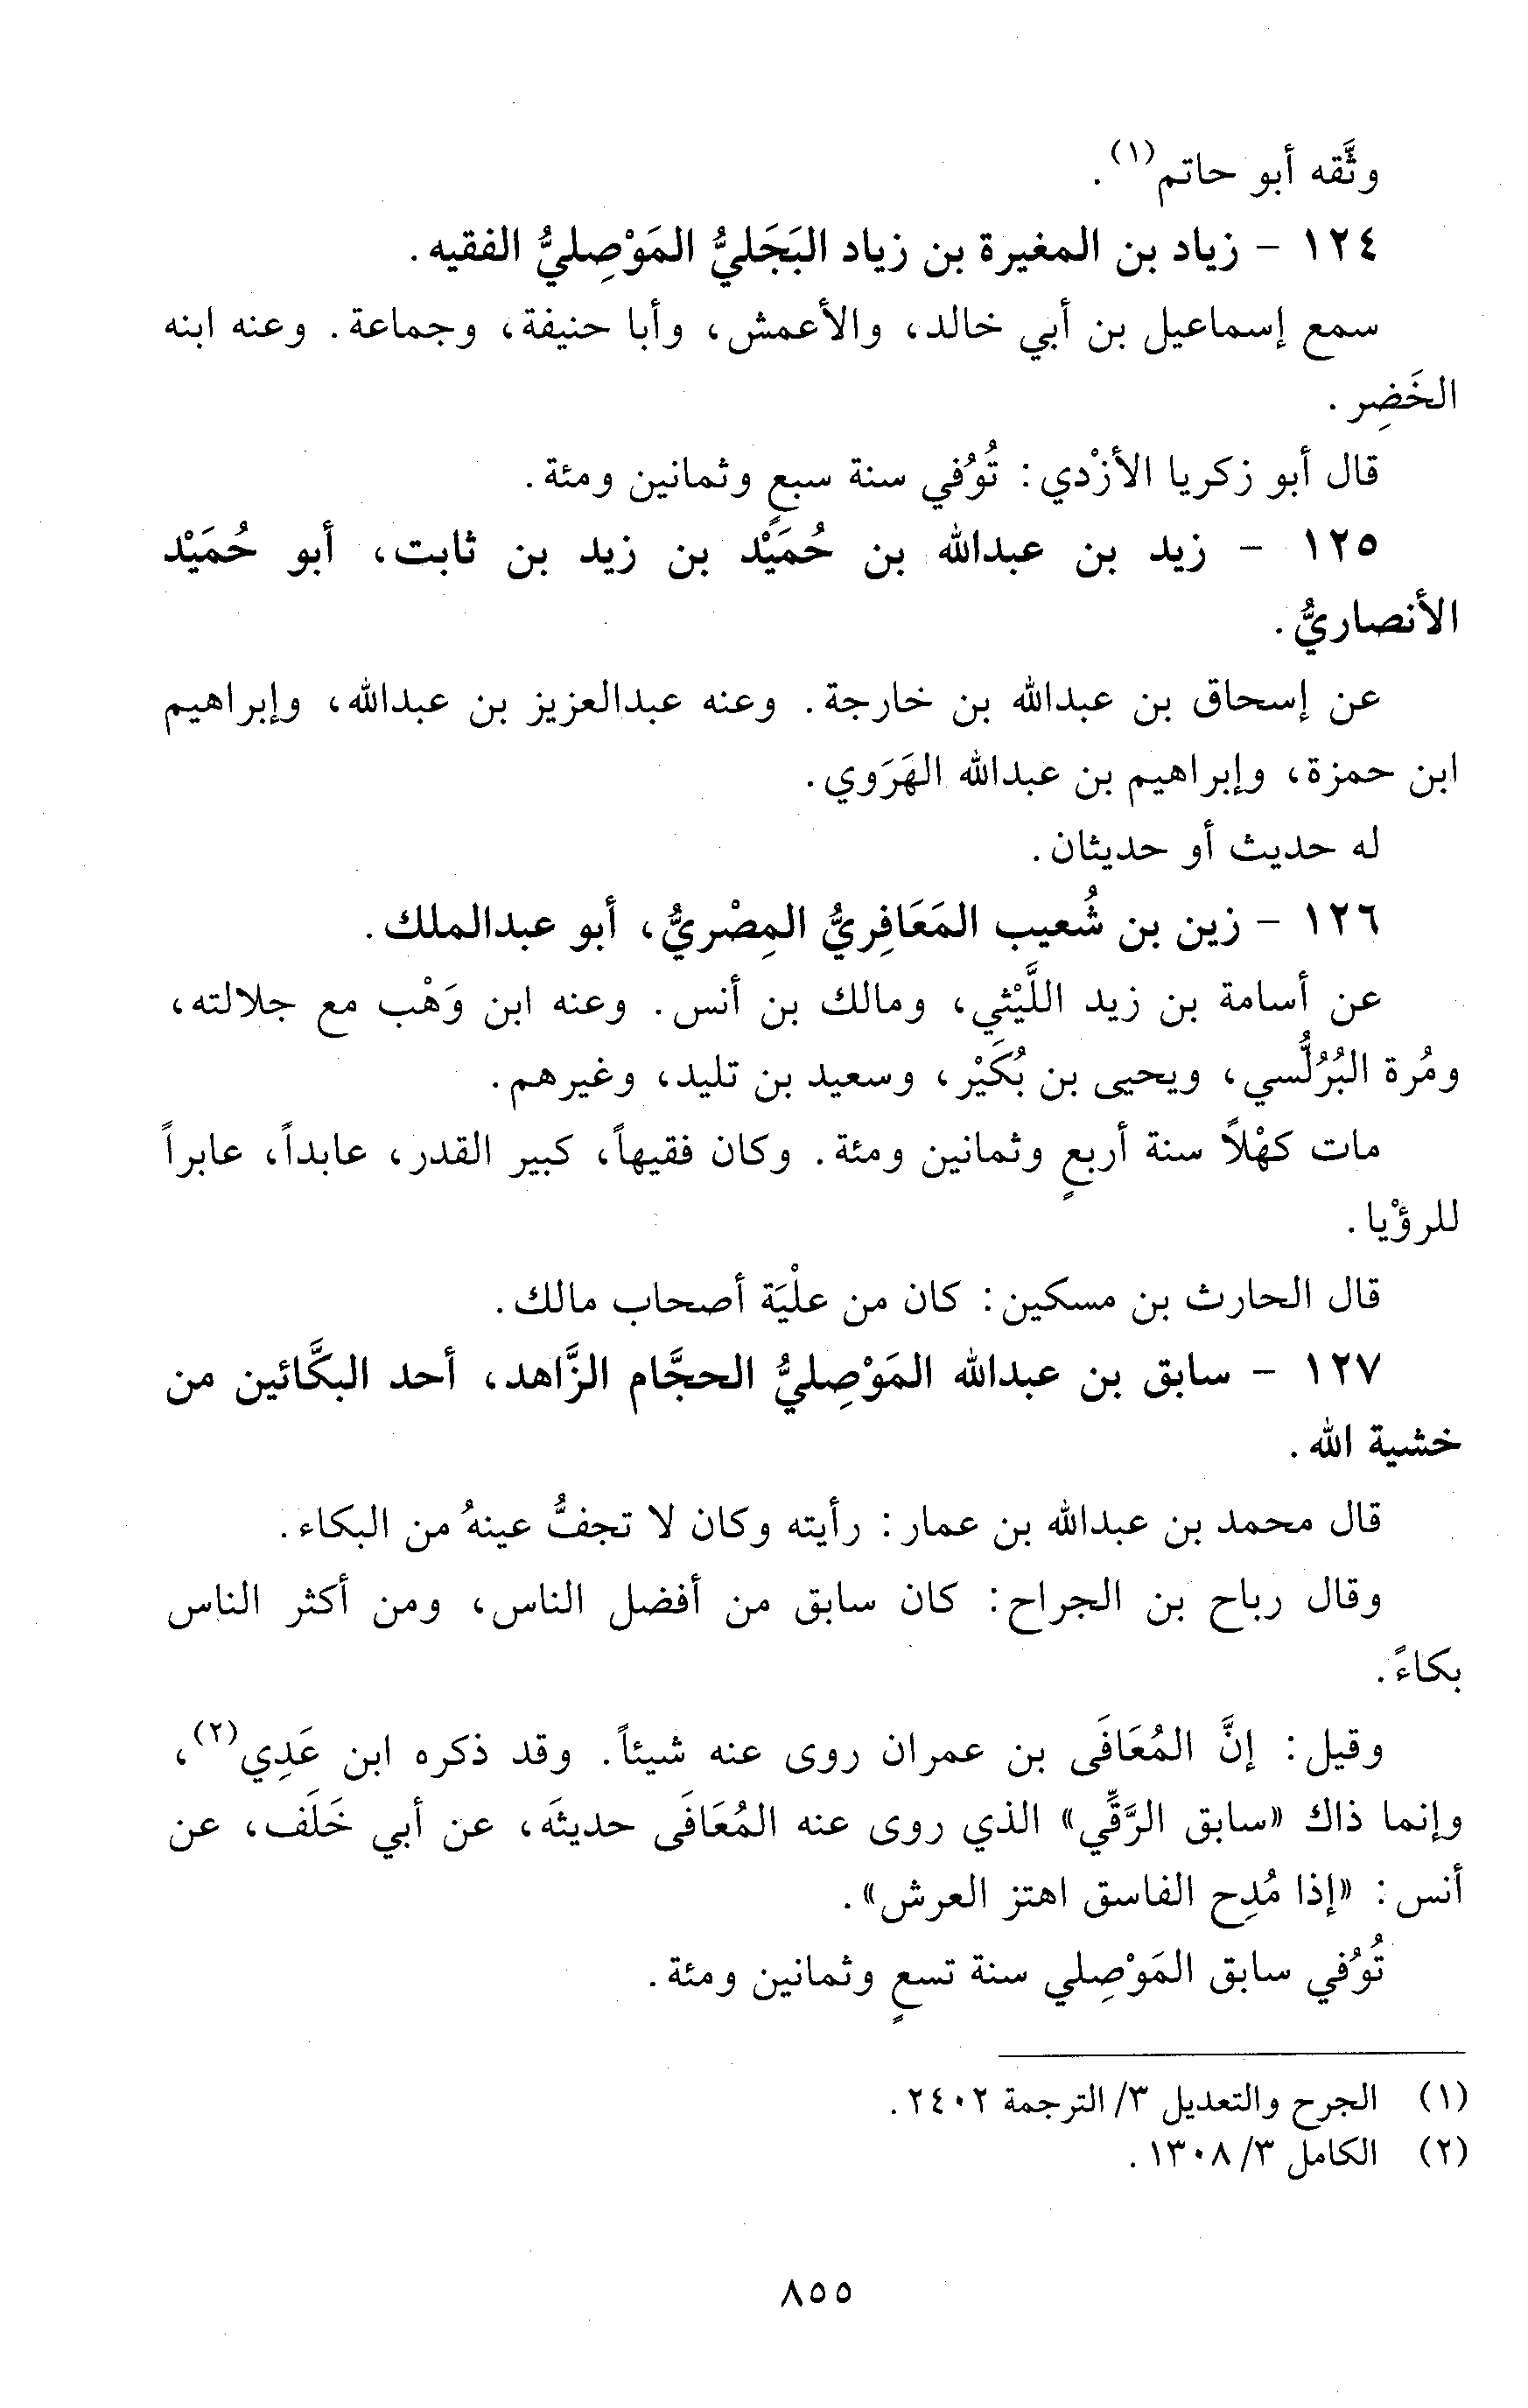 وثَّقه أبو حاتم(١).
١٢٤ - زياد بن المغيرة بن زياد البَجَليُّ المَوْصِليُّ الفقيه.
سمع إسماعيل بن أبي خالد، والأعمش، وأبا حنيفة، وجماعة. وعنه ابنه
الخَضِر.
قال أبو زكريا الأزْدي: تُوُفي سنة سبعٍ وثمانين ومئة.
١٢٥ - زيد بن عبدالله بن حُمَيْد بن زيد بن ثابت، أبو حُمَيْد
الأنصاريُّ.
عن إسحاق بن عبدالله بن خارجة. وعنه عبدالعزيز بن عبدالله، وإبراهيم
ابن حمزة، وإبراهيم بن عبدالله الهَرَوي.
له حديث أو حديثان.
١٢٦ - زين بن شُعيب المَعَافِريُّ المِصْريُّ، أبو عبدالملك.
عن أسامة بن زيد اللَّيْثي، ومالك بن أنس. وعنه ابن وَهْب مع جلالته،
ومُرة البُرُلُّسي، ويحيى بن بُكَيْر، وسعيد بن تليد، وغيرهم.
مات كهْلاً سنة أربعٍ وثمانين ومئة. وكان فقيهاً، كبير القدر، عابداً، عابراً
للرؤْيا.
قال الحارث بن مسكين: كان من علْيَة أصحاب مالك.
١٢٧ - سابق بن عبدالله المَوْصِليُّ الحجَّام الزَّاهد، أحد البكَّائين من
خشية الله.
قال محمد بن عبدالله بن عمار: رأيته وكان لا تجفُّ عينهُ من البكاء.
وقال رباح بن الجراح: كان سابق من أفضل الناس، ومن أكثر الناس
بكاءً.
وقيل: إنَّ المُعَافَى بن عمران روى عنه شيئاً. وقد ذكره ابن عَدِي(٢)،
وإنما ذاك «سابق الرَّقِّي» الذي روى عنه المُعَافَى حديثَه، عن أبي خَلَف، عن
أنس: «إذا مُدِح الفاسق اهتز العرش».
تُوُفي سابق المَوْصِلي سنة تسعٍ وثمانين ومئة.
(١) الجرح والتعديل ٣/ الترجمة ٢٤٠٢.
(٢) الكامل ٣/ ١٣٠٨.
٨٥٥